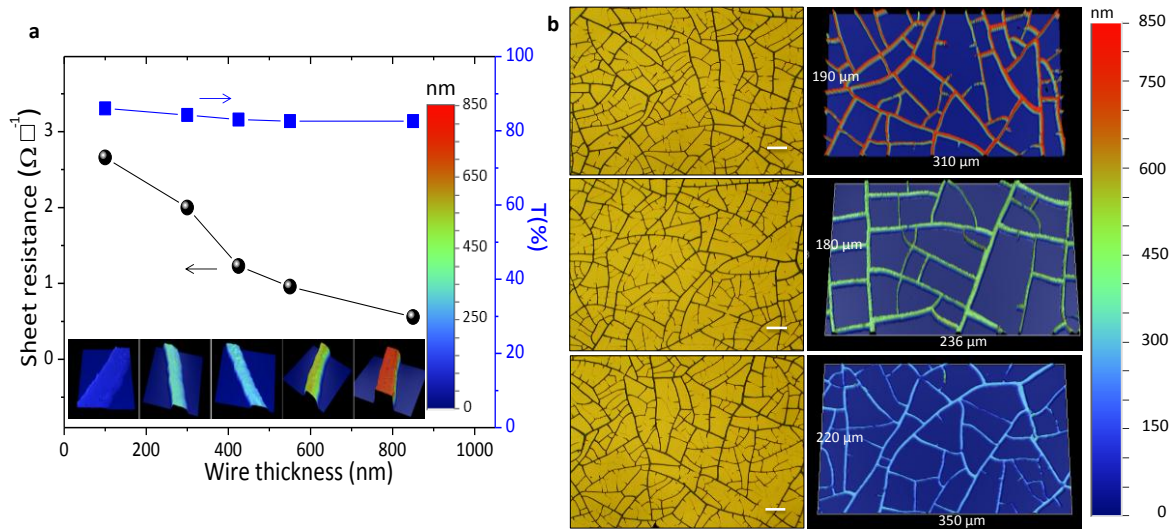 a
Sheet resistance (Ω □⁻¹)
3
2
1
0
nm
850
650
450
250
0
100
80
60
40
20
0
T(%)
0 200 400 600 800 1000
Wire thickness (nm)
b
190 µm
310 µm
180 µm
236 µm
220 µm
350 µm
nm
850
750
600
450
300
150
0